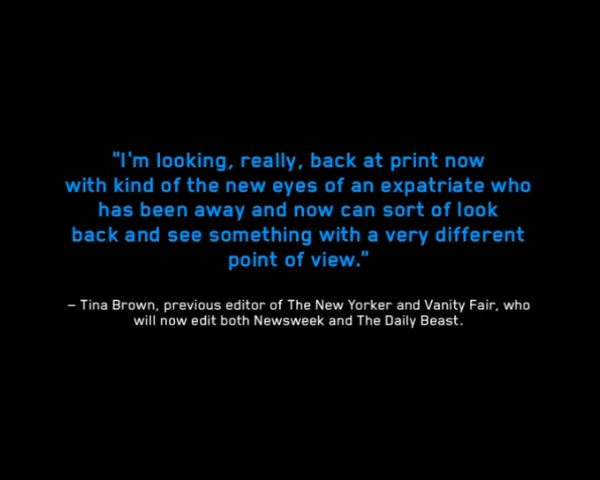 "I'm looking, really, back at print now
with kind of the new eyes of an expatriate who
has been away and now can sort of look
back and see something with a very different
point of view."
– Tina Brown, previous editor of The New Yorker and Vanity Fair, who
will now edit both Newsweek and The Daily Beast.